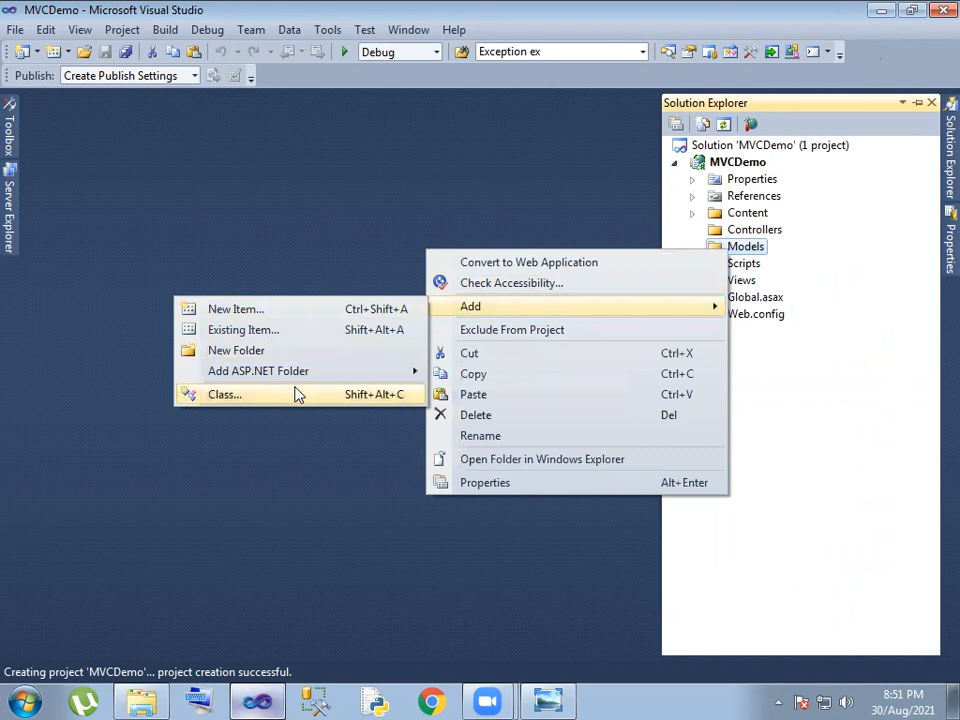 MVCDemo - Microsoft Visual Studio
File Edit View Project Build Debug Team Data Tools Test Window Help
Debug Exception ex
Publish: Create Publish Settings
Toolbox
Server Explorer
Solution Explorer
Solution 'MVCDemo' (1 project)
MVCDemo
Properties
References
Content
Controllers
Models
Scripts
Views
Global.asax
Web.config
Solution Explorer
Properties
Convert to Web Application
Check Accessibility...
Add
Exclude From Project
Cut Ctrl+X
Copy Ctrl+C
Paste Ctrl+V
Delete Del
Rename
Open Folder in Windows Explorer
Properties Alt+Enter
New Item... Ctrl+Shift+A
Existing Item... Shift+Alt+A
New Folder
Add ASP.NET Folder
Class... Shift+Alt+C
Creating project 'MVCDemo'... project creation successful.
8:51 PM
30/Aug/2021